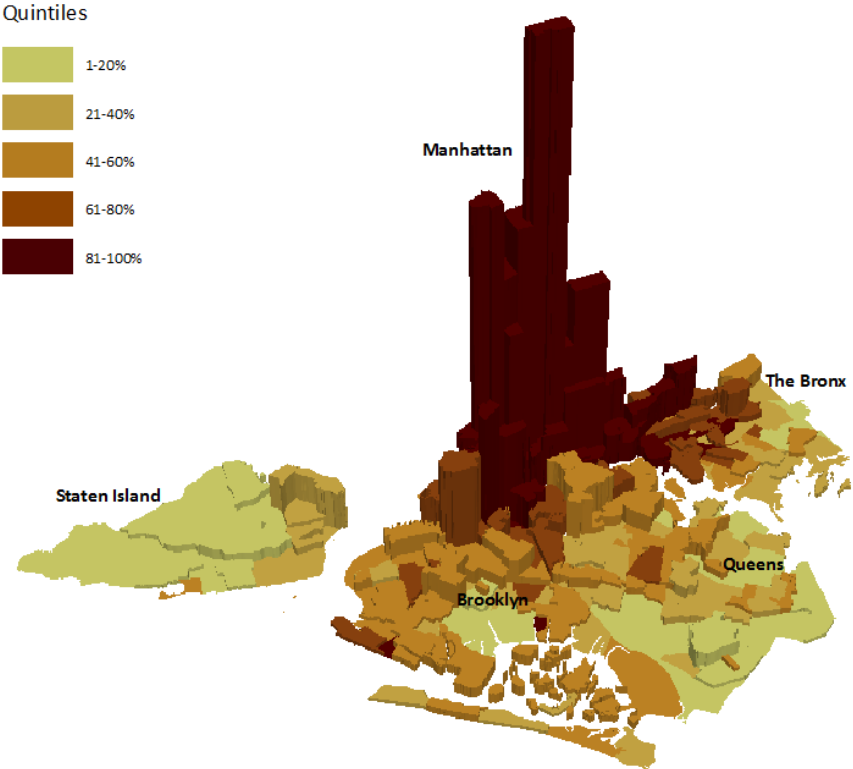 Quintiles
1-20%
21-40%
41-60%
61-80%
81-100%
Manhattan
The Bronx
Staten Island
Queens
Brooklyn